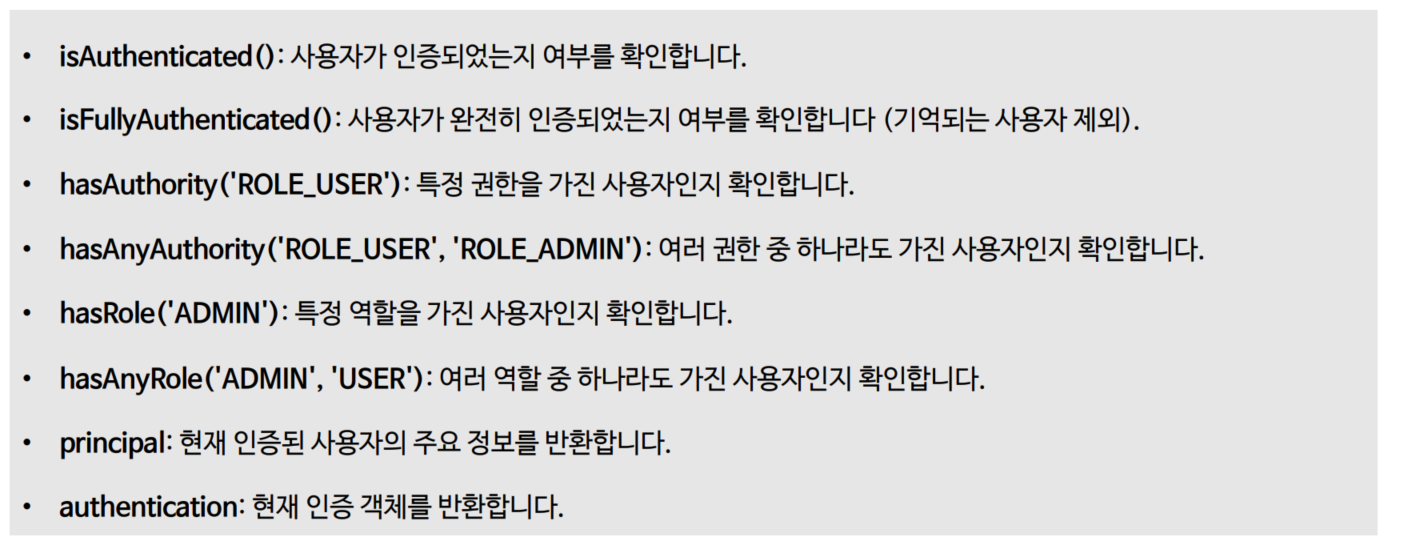 • isAuthenticated(): 사용자가 인증되었는지 여부를 확인합니다.
• isFullyAuthenticated(): 사용자가 완전히 인증되었는지 여부를 확인합니다 (기억되는 사용자 제외).
• hasAuthority('ROLE_USER'): 특정 권한을 가진 사용자인지 확인합니다.
• hasAnyAuthority('ROLE_USER', 'ROLE_ADMIN'): 여러 권한 중 하나라도 가진 사용자인지 확인합니다.
• hasRole('ADMIN'): 특정 역할을 가진 사용자인지 확인합니다.
• hasAnyRole('ADMIN', 'USER'): 여러 역할 중 하나라도 가진 사용자인지 확인합니다.
• principal: 현재 인증된 사용자의 주요 정보를 반환합니다.
• authentication: 현재 인증 객체를 반환합니다.